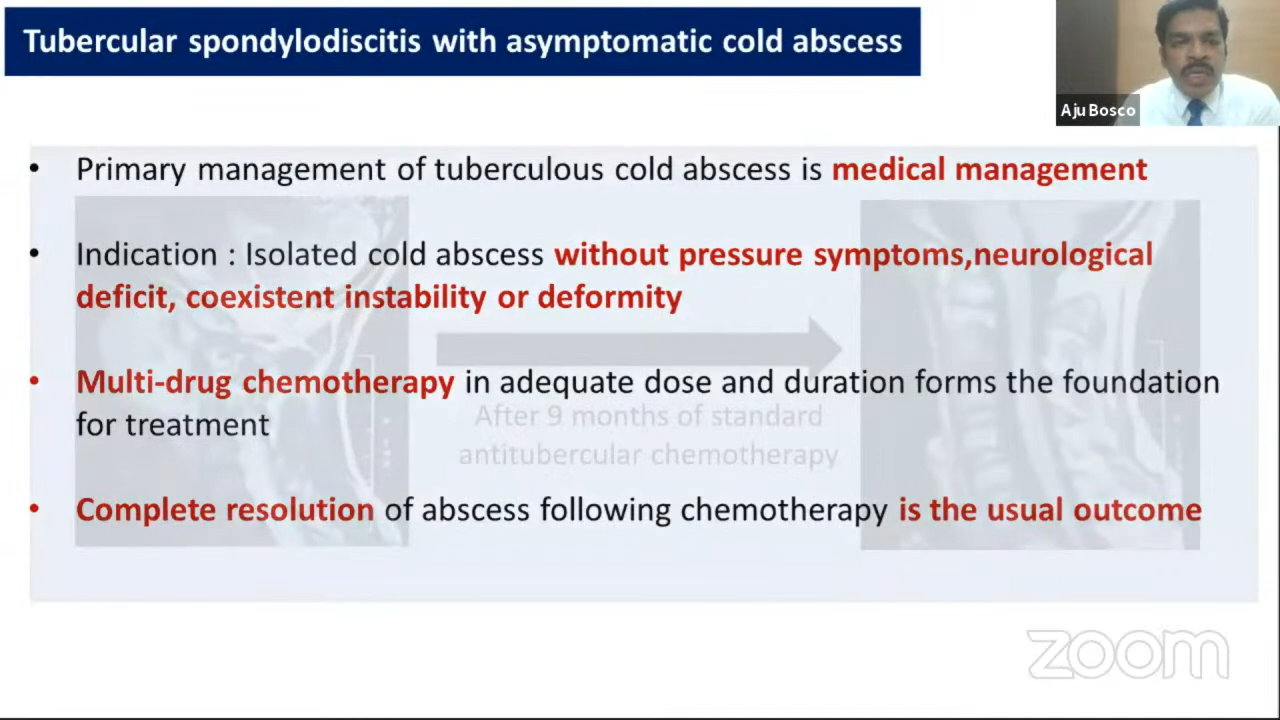 Tubercular spondylodiscitis with asymptomatic cold abscess
Aju Bosco
• Primary management of tuberculous cold abscess is medical management
• Indication : Isolated cold abscess without pressure symptoms,neurological
deficit, coexistent instability or deformity
• Multi-drug chemotherapy in adequate dose and duration forms the foundation
for treatment
After 9 months of standard
antitubercular chemotherapy
• Complete resolution of abscess following chemotherapy is the usual outcome
zoom